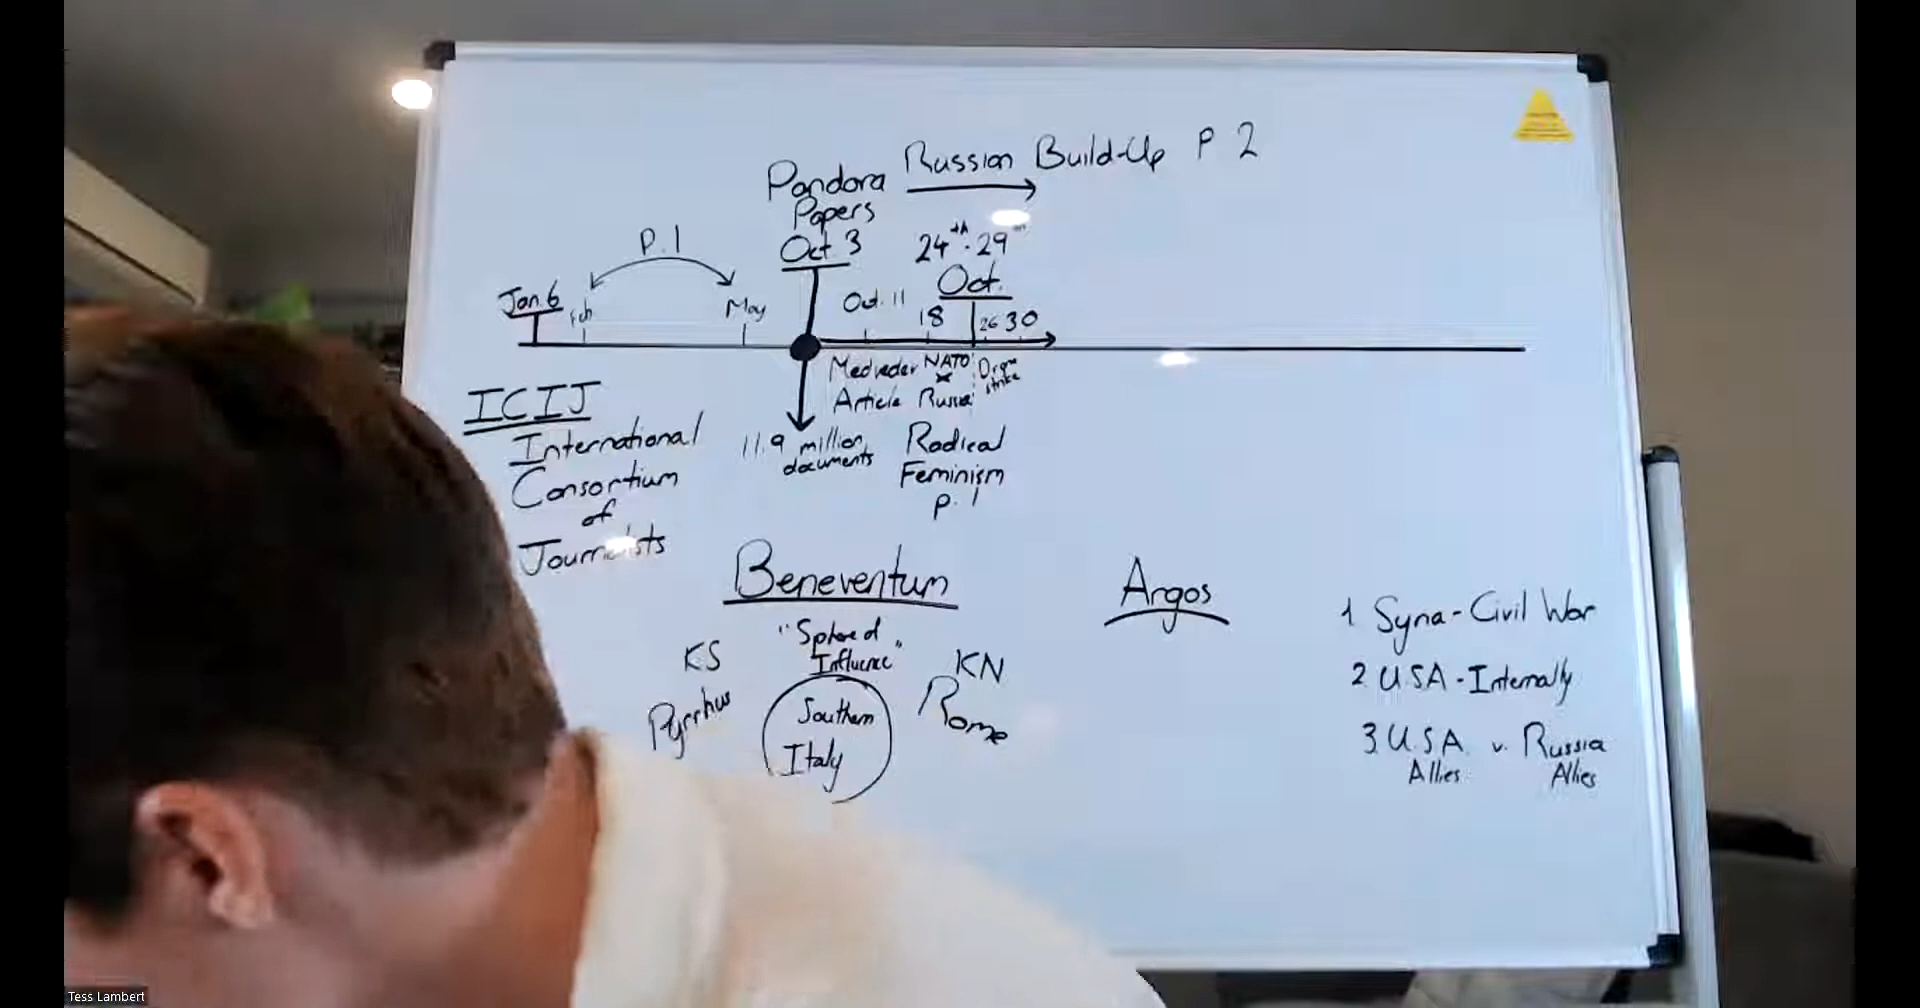 Russian Build-Up P 2
Pandora
Papers
P.1
Oct 3
24th - 29th
Oct.
Jan. 6
Feb
May
Oct. 11
18
26
30
Medvedev
Article
NATO
x
Russia
Drone
strike
ICIJ
International
Consortium
of
Journalists
11.9 million
documents
Radical
Feminism
p. 1
Beneventum
Argos
"Sphere of
Influence"
KS
KN
Pyrrhus
Southern
Italy
Rome
1 Syria - Civil War
2 USA - Internally
3. U.S.A. v. Russia
Allies
Allies
Tess Lambert